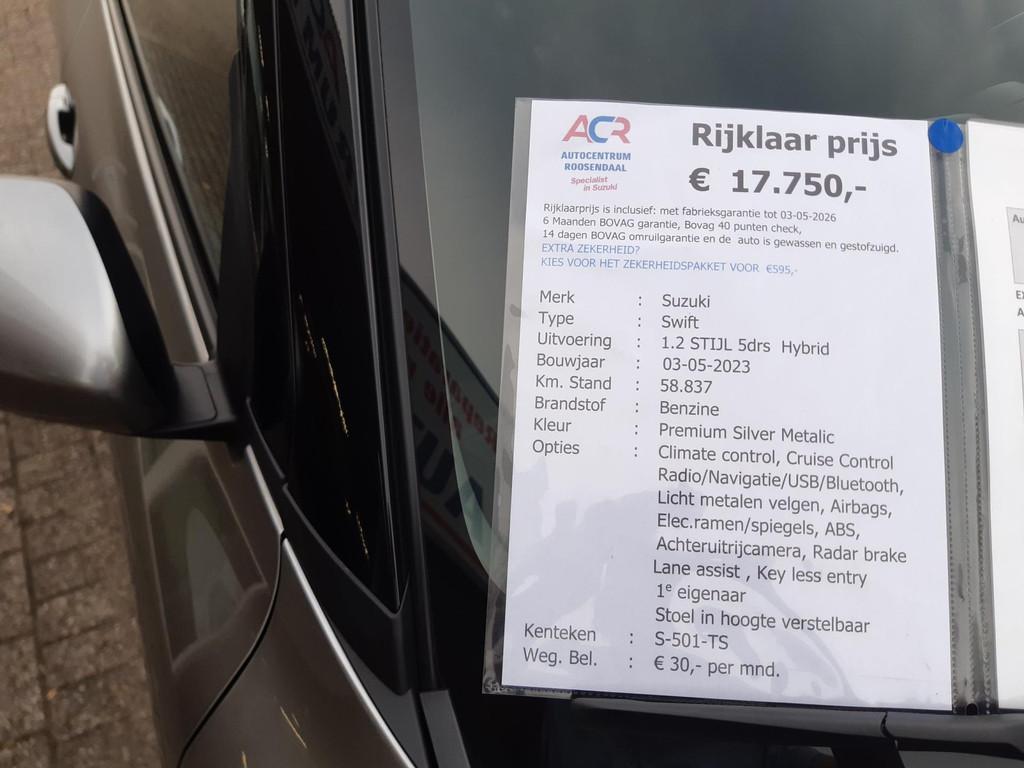 ACR
AUTOCENTRUM
ROOSENDAAL
Specialist
in Suzuki
Rijklaar prijs
€ 17.750,-
Rijklaarprijs is inclusief: met fabrieksgarantie tot 03-05-2026
6 Maanden BOVAG garantie, Bovag 40 punten check,
14 dagen BOVAG omruilgarantie en de auto is gewassen en gestofzuigd.
EXTRA ZEKERHEID?
KIES VOOR HET ZEKERHEIDSPAKKET VOOR €595,-
Merk : Suzuki
Type : Swift
Uitvoering : 1.2 STIJL 5drs Hybrid
Bouwjaar : 03-05-2023
Km. Stand : 58.837
Brandstof : Benzine
Kleur : Premium Silver Metalic
Opties : Climate control, Cruise Control
Radio/Navigatie/USB/Bluetooth,
Licht metalen velgen, Airbags,
Elec.ramen/spiegels, ABS,
Achteruitrijcamera, Radar brake
Lane assist , Key less entry
1e eigenaar
Stoel in hoogte verstelbaar
Kenteken : S-501-TS
Weg. Bel. : € 30,- per mnd.